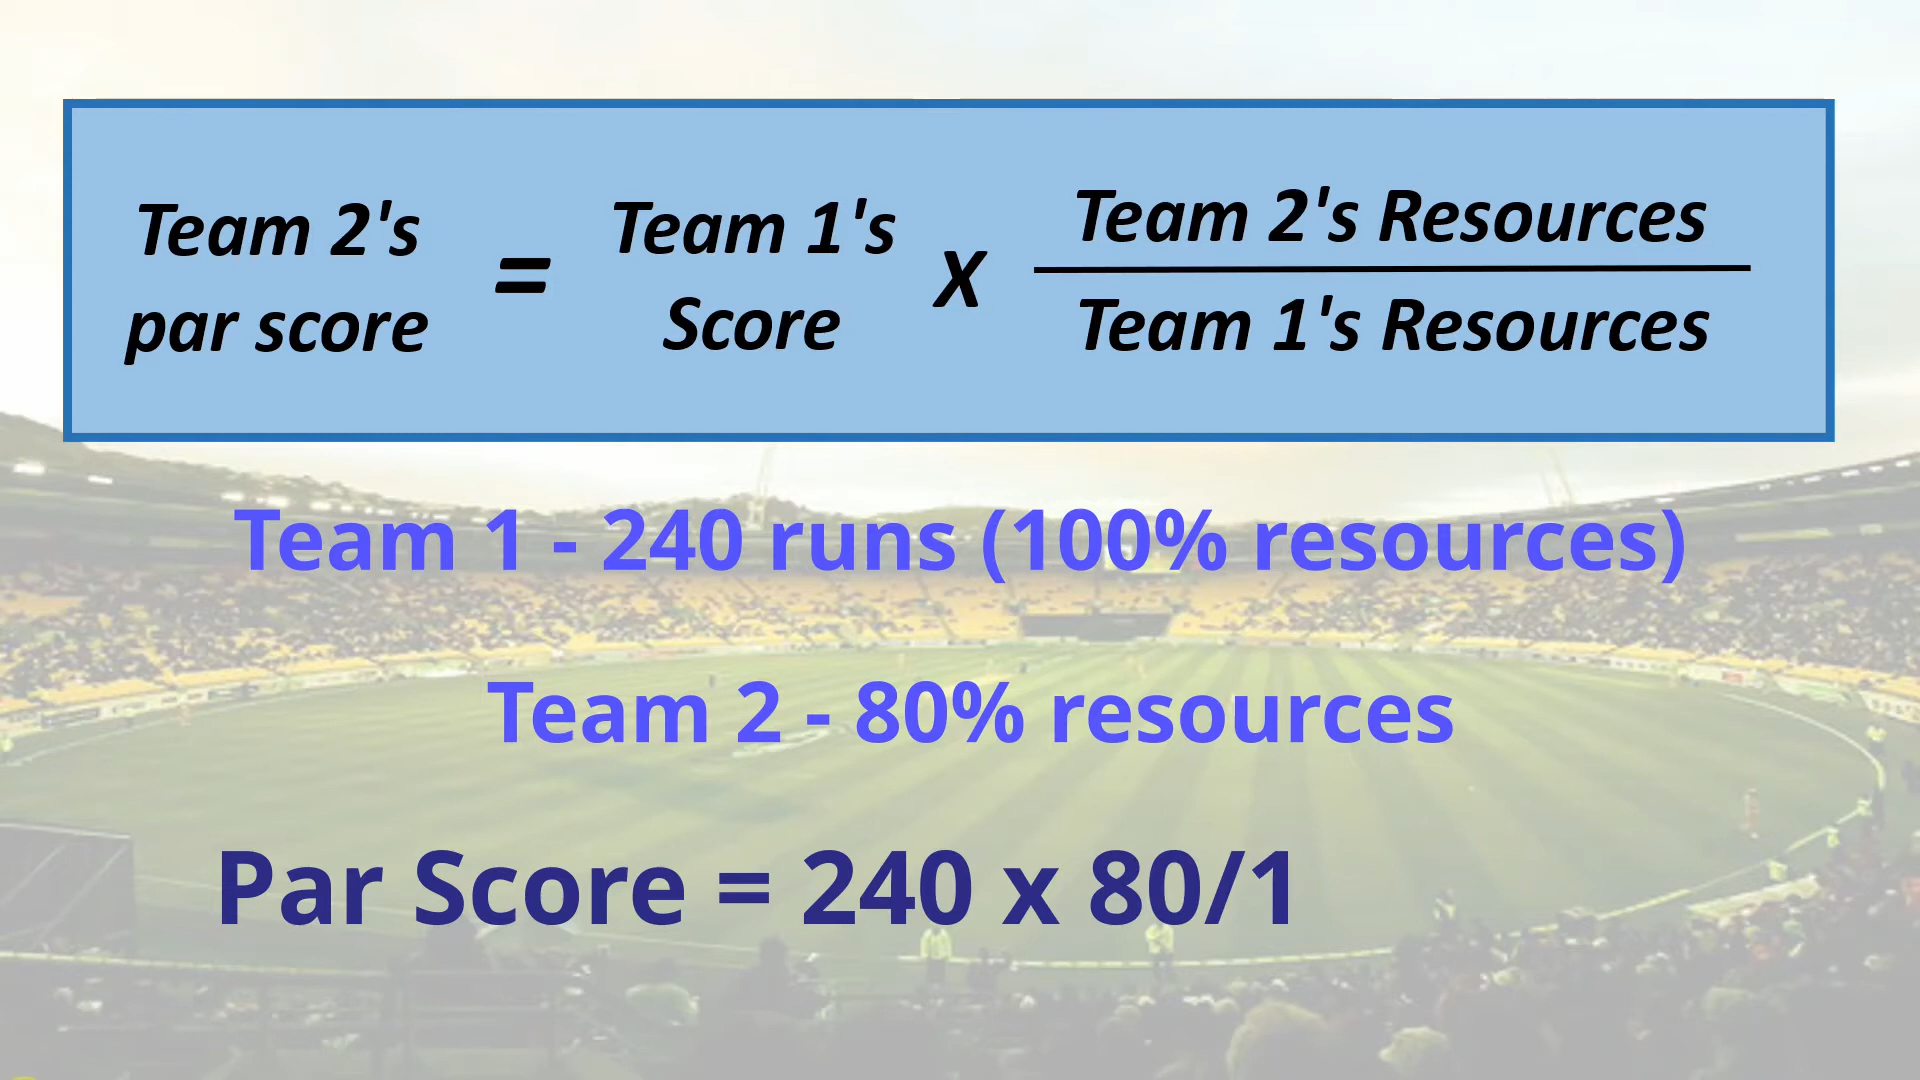 Team 2's par score = Team 1's Score x Team 2's Resources / Team 1's Resources
Team 1 - 240 runs (100% resources)
Team 2 - 80% resources
Par Score = 240 x 80/1